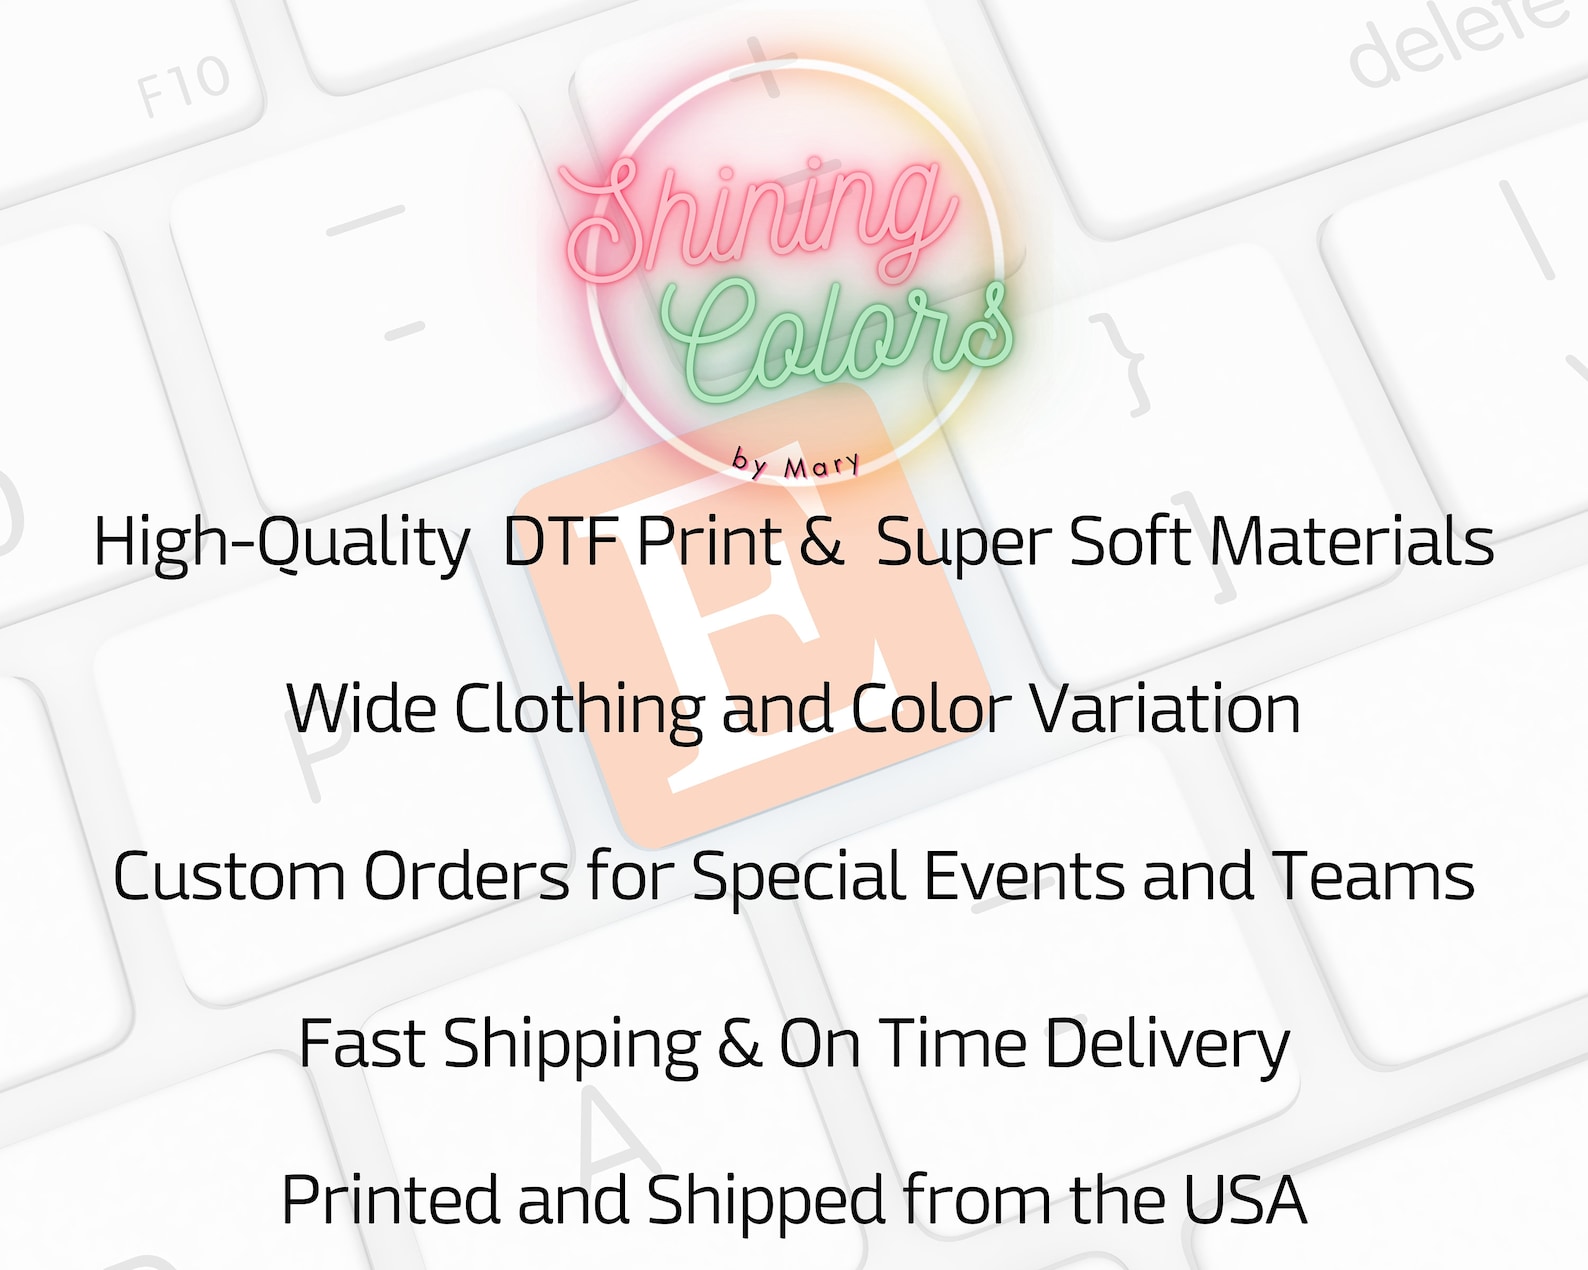 F10
delete
+
=
—
-
Shining
Colors
by Mary
}
]
|
E
High-Quality DTF Print & Super Soft Materials
P
Wide Clothing and Color Variation
Custom Orders for Special Events and Teams
Fast Shipping & On Time Delivery
A
Printed and Shipped from the USA